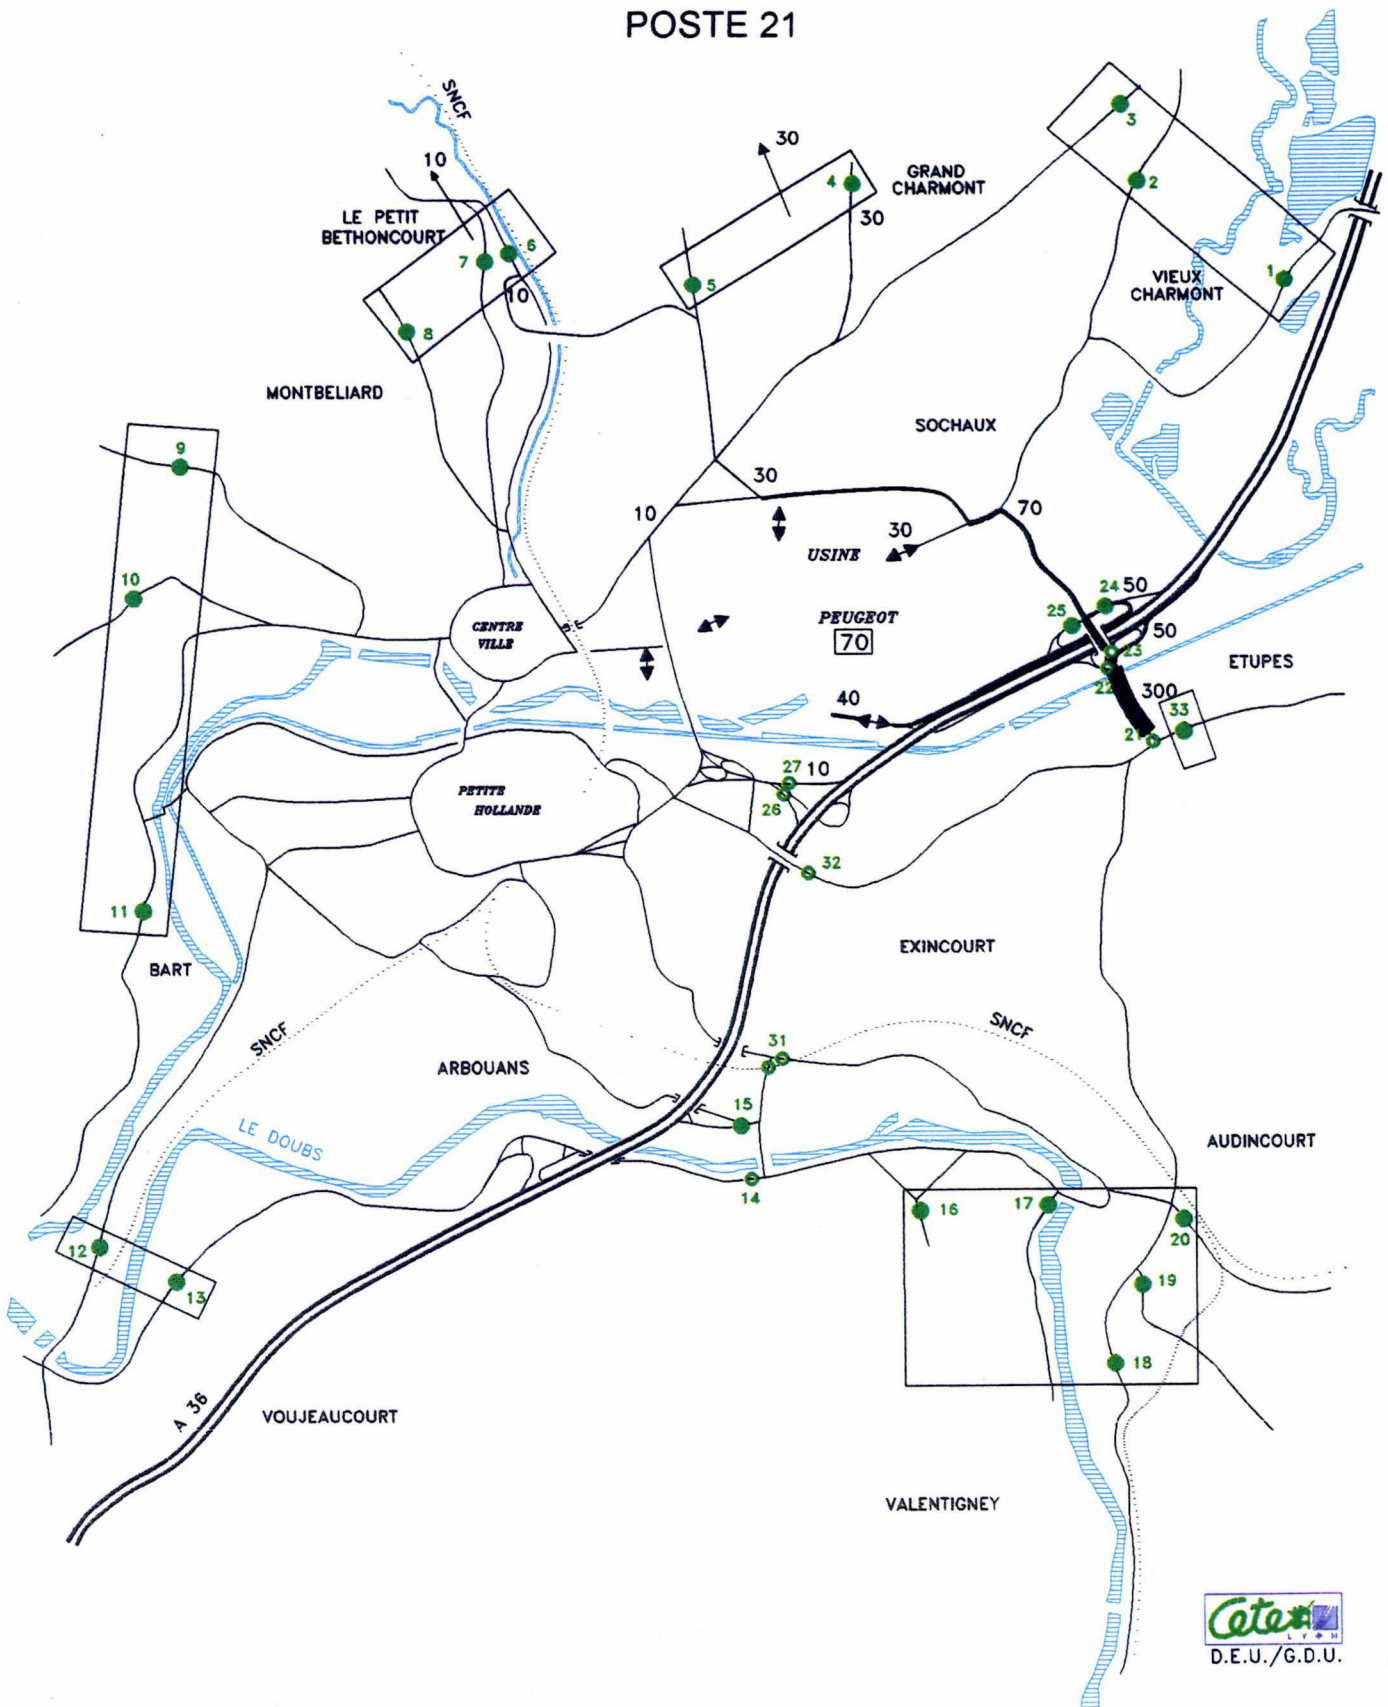 POSTE 21
SNCF
3
10
30
4
GRAND
CHARMONT
2
30
LE PETIT
BETHONCOURT
6
7
1
5
VIEUX
CHARMONT
10
8
MONTBELIARD
SOCHAUX
9
30
70
10
30
USINE
10
24
50
25
PEUGEOT
70
CENTRE
VILLE
50
23
22
ETUPES
40
300
33
21
27
10
26
PETITE
HOLLANDE
32
11
EXINCOURT
BART
SNCF
SNCF
31
ARBOUANS
15
LE DOUBS
AUDINCOURT
14
16
17
20
12
13
19
18
A 36
VOUJEAUCOURT
VALENTIGNEY
Cete
LYON
D.E.U./G.D.U.